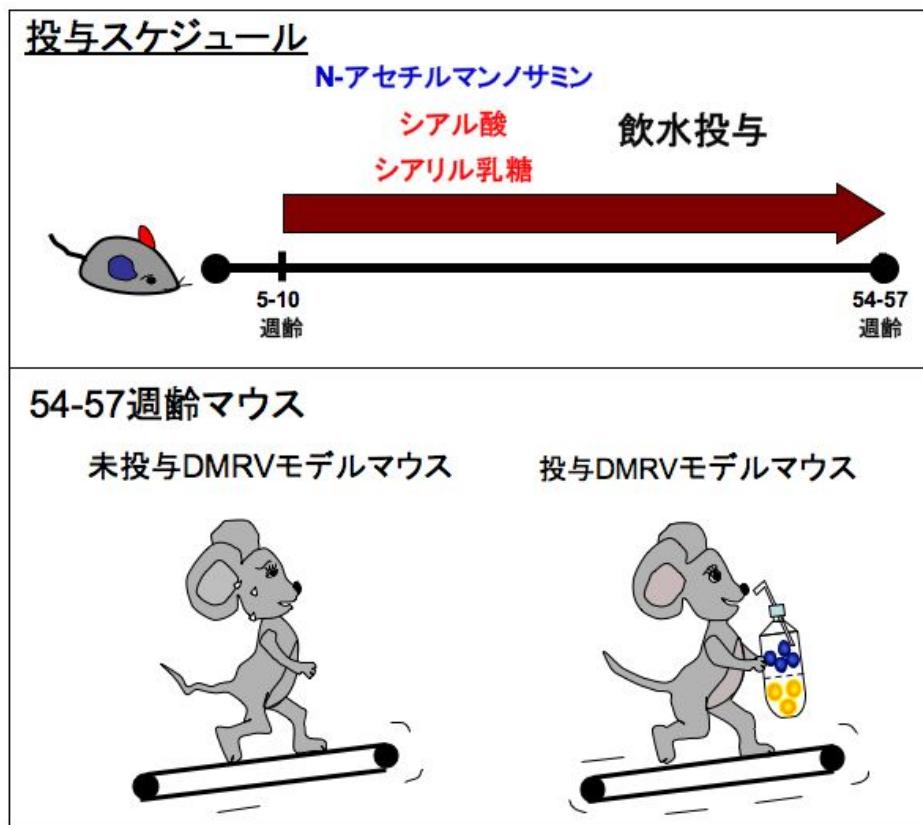 投与スケジュール
N-アセチルマンノサミン
シアル酸
シアリル乳糖
飲水投与
5-10
週齢
54-57
週齢
54-57週齢マウス
未投与DMRVモデルマウス
投与DMRVモデルマウス